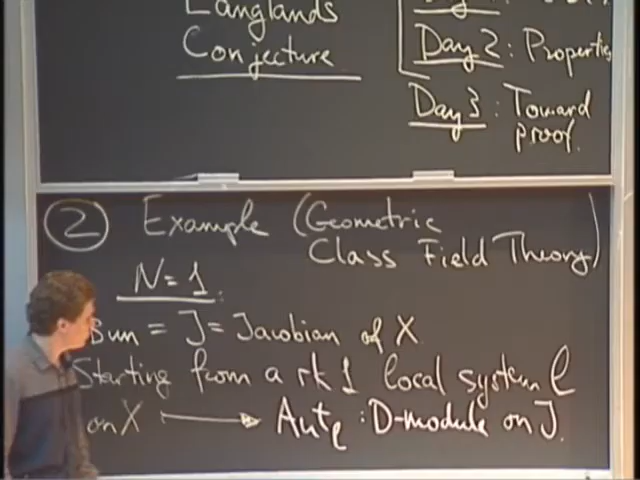 Langlands
Conjecture
Day 2: Properties
Day 3: Toward
proof.
② Example (Geometric
Class Field Theory)
N=1
Bun = J = Jacobian of X
Starting from a rk 1 local system ℓ
on X ⟼ Aut_ℓ : D-module on J.